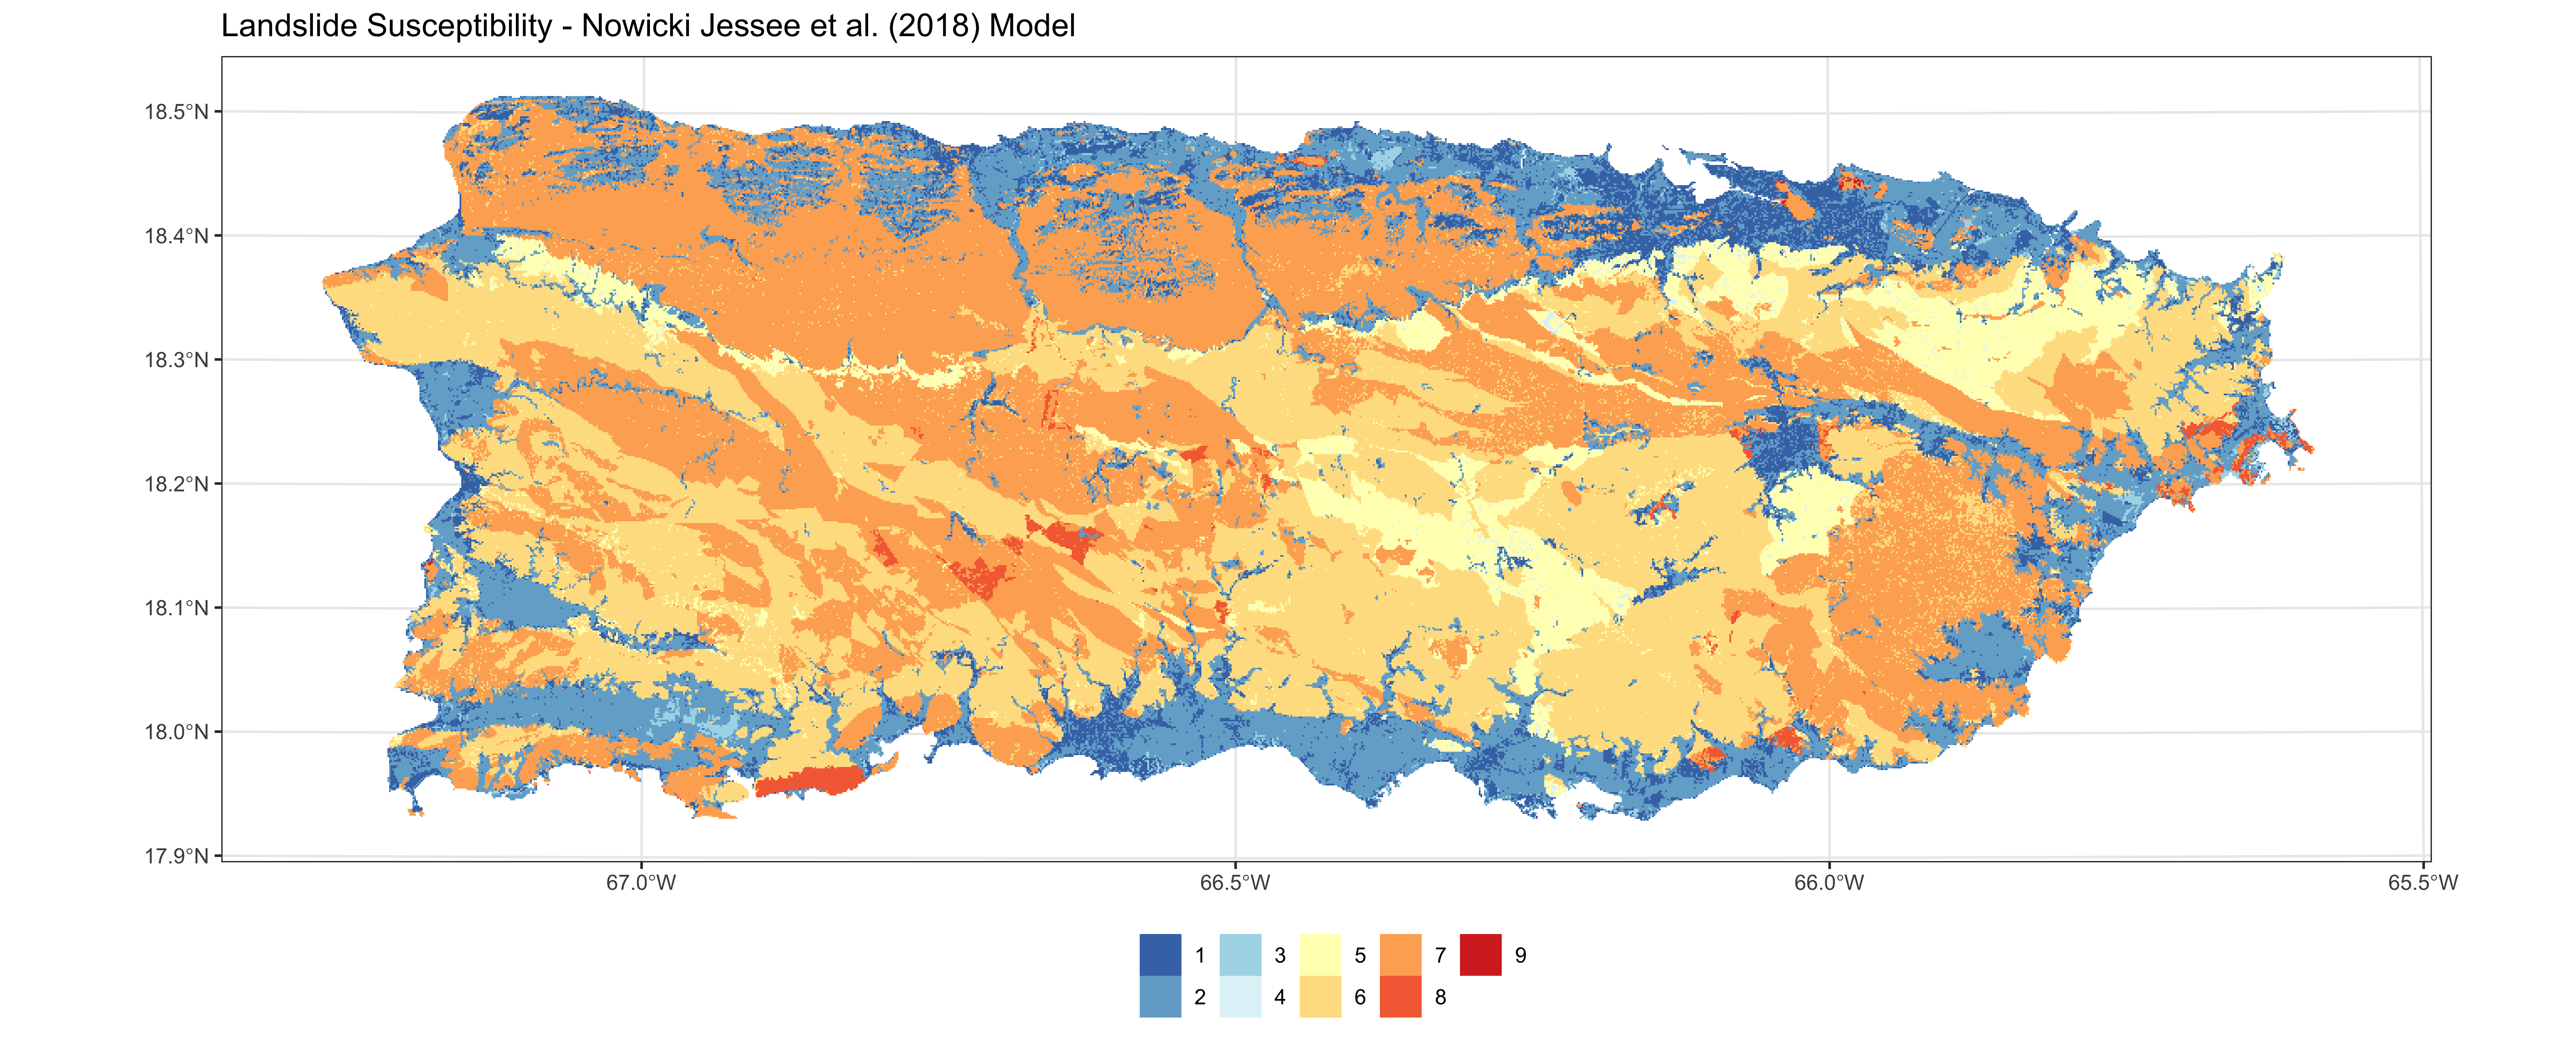 Landslide Susceptibility - Nowicki Jessee et al. (2018) Model
18.5°N
18.4°N
18.3°N
18.2°N
18.1°N
18.0°N
17.9°N
67.0°W 66.5°W 66.0°W 65.5°W
1 3 5 7 9
2 4 6 8